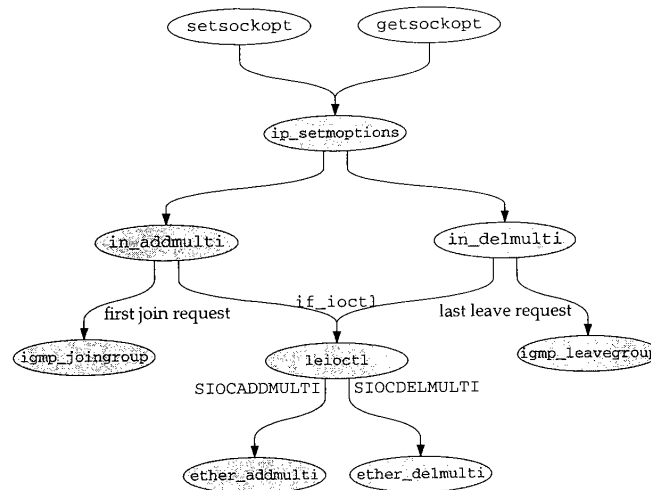 setsockopt
getsockopt
ip_setmoptions
in_addmulti
in_delmulti
if_ioctl
first join request
last leave request
igmp_joingroup
leioctl
igmp_leavegroup
SIOCADDMULTI
SIOCDELMULTI
ether_addmulti
ether_delmulti